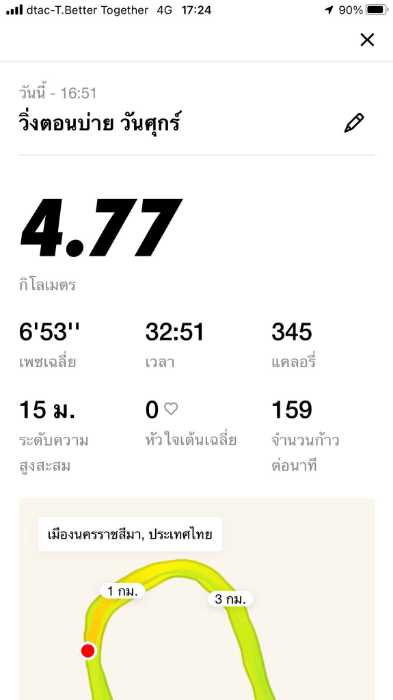 dtac-T.Better Together 4G 17:24 90%
วันนี้ - 16:51
วิ่งตอนบ่าย วันศุกร์
4.77
กิโลเมตร
6'53'' 32:51 345
เพซเฉลี่ย เวลา แคลอรี่
15 ม. 0 159
ระดับความ หัวใจเต้นเฉลี่ย จำนวนก้าว
สูงสะสม ต่อนาที
เมืองนครราชสีมา, ประเทศไทย
1 กม.
3 กม.